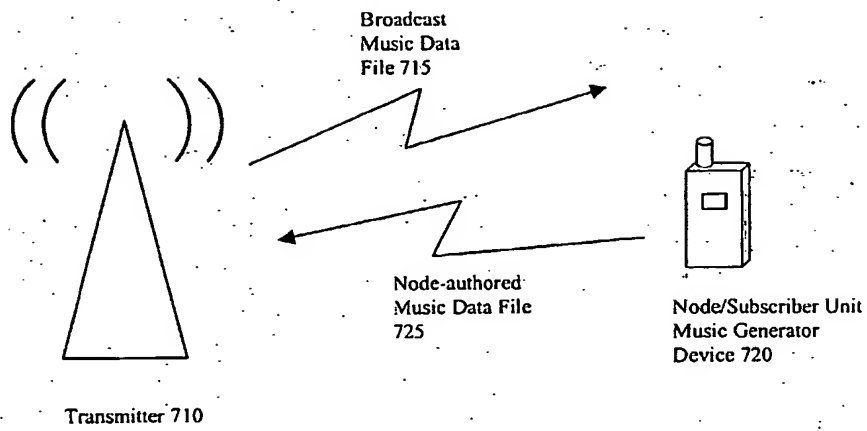 Broadcast
Music Data
File 715
Node-authored
Music Data File
725
Node/Subscriber Unit
Music Generator
Device 720
Transmitter 710